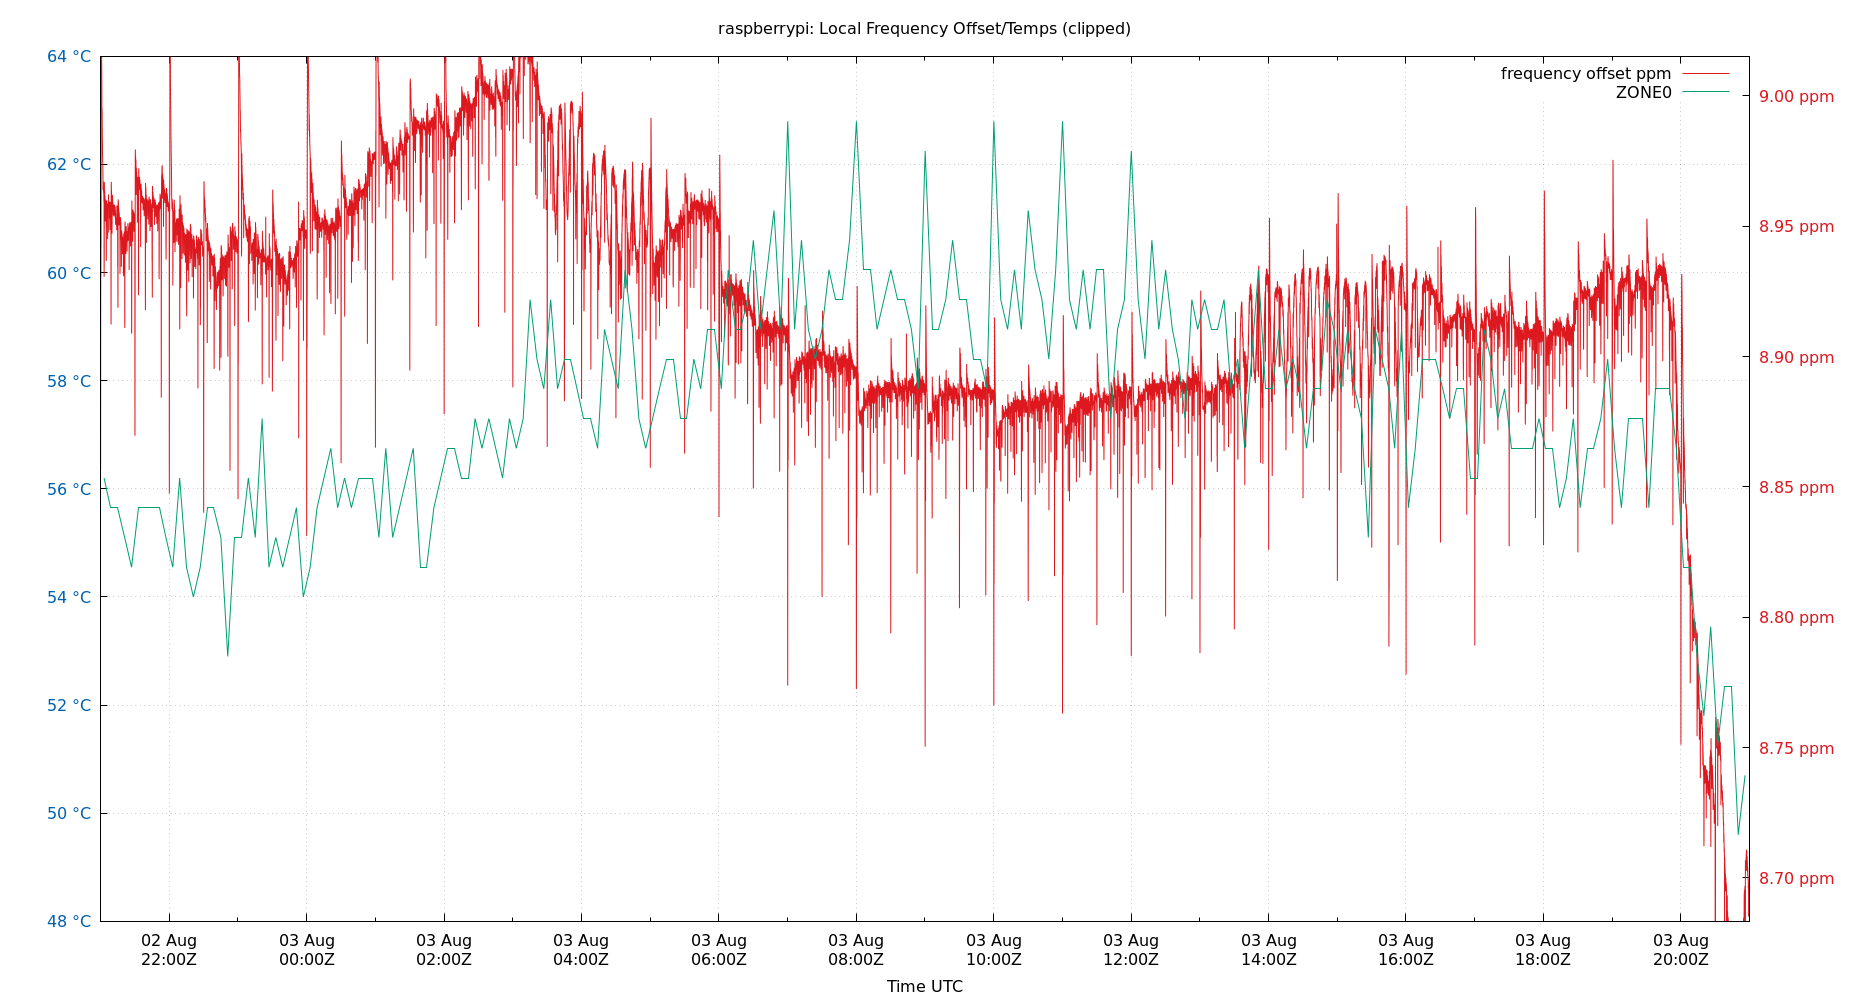 raspberrypi: Local Frequency Offset/Temps (clipped)
frequency offset ppm
ZONE0
64 °C
62 °C
60 °C
58 °C
56 °C
54 °C
52 °C
50 °C
48 °C
9.00 ppm
8.95 ppm
8.90 ppm
8.85 ppm
8.80 ppm
8.75 ppm
8.70 ppm
02 Aug
22:00Z
03 Aug
00:00Z
03 Aug
02:00Z
03 Aug
04:00Z
03 Aug
06:00Z
03 Aug
08:00Z
03 Aug
10:00Z
03 Aug
12:00Z
03 Aug
14:00Z
03 Aug
16:00Z
03 Aug
18:00Z
03 Aug
20:00Z
Time UTC